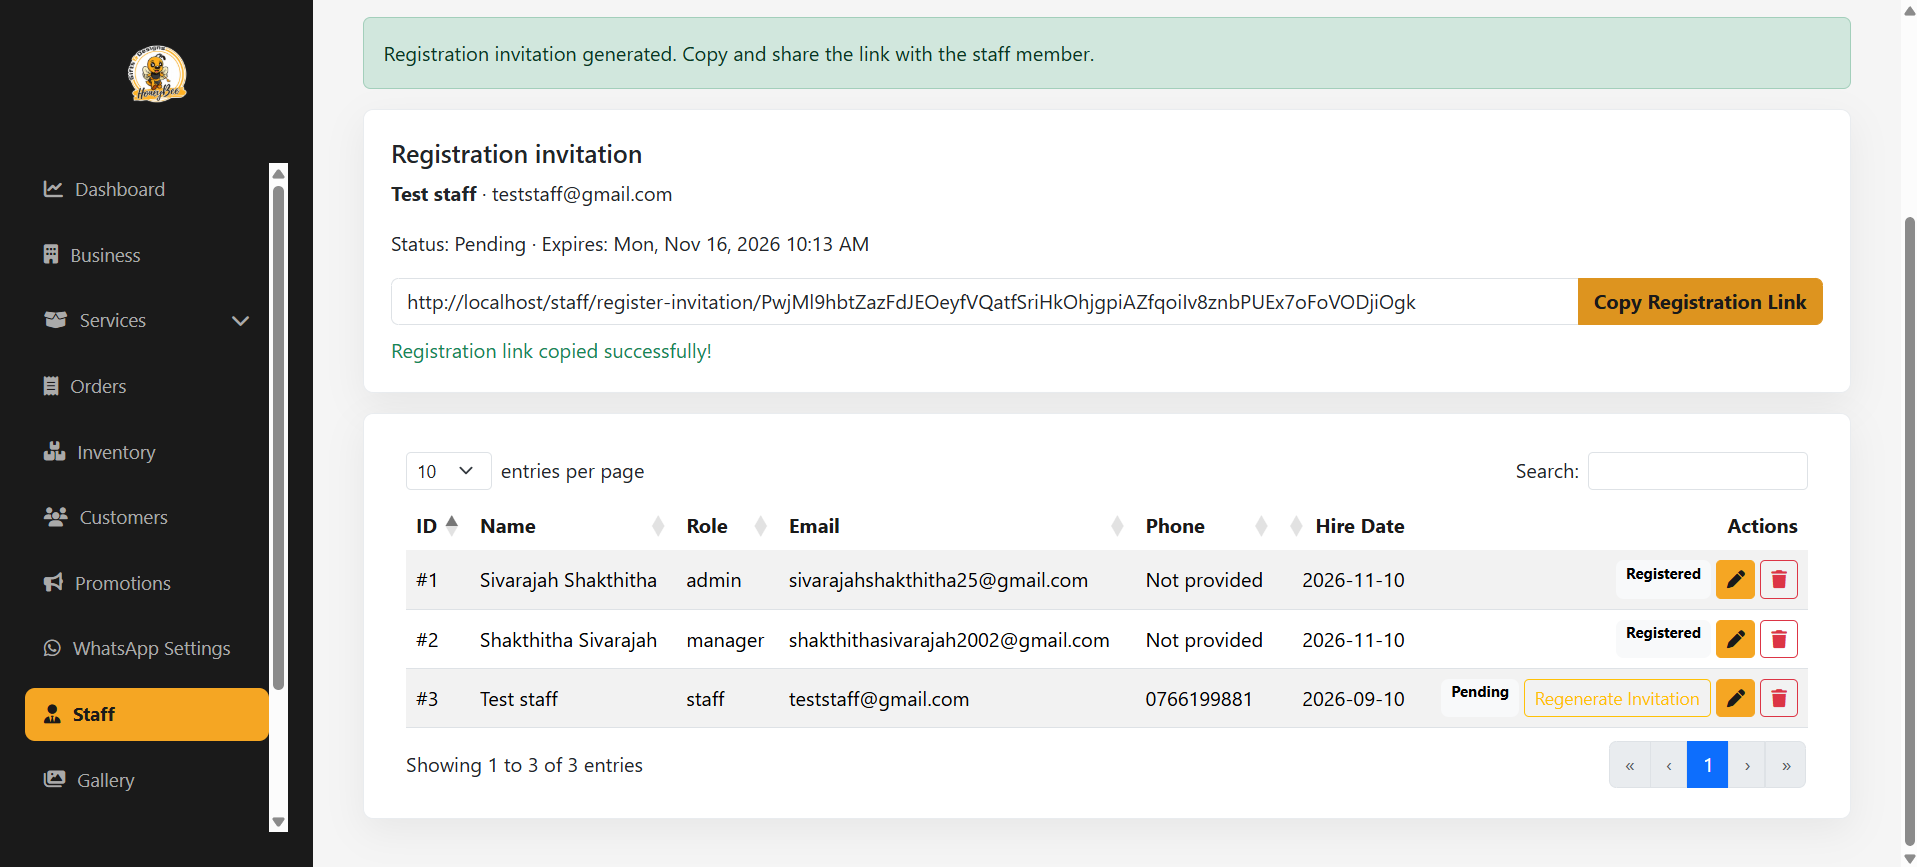 Gifts & Designs
HoneyBee
Dashboard
Business
Services
Orders
Inventory
Customers
Promotions
WhatsApp Settings
Staff
Gallery
Registration invitation generated. Copy and share the link with the staff member.
Registration invitation
Test staff · teststaff@gmail.com
Status: Pending · Expires: Mon, Nov 16, 2026 10:13 AM
http://localhost/staff/register-invitation/PwjMl9hbtZazFdJEOeyfVQatfSriHkOhjgpiAZfqoiIv8znbPUEx7oFoVODjiOgk Copy Registration Link
Registration link copied successfully!
10 entries per page Search:
ID Name Role Email Phone Hire Date Actions
#1 Sivarajah Shakthitha admin sivarajahshakthitha25@gmail.com Not provided 2026-11-10 Registered
#2 Shakthitha Sivarajah manager shakthithasivarajah2002@gmail.com Not provided 2026-11-10 Registered
#3 Test staff staff teststaff@gmail.com 0766199881 2026-09-10 Pending Regenerate Invitation
Showing 1 to 3 of 3 entries « ‹ 1 › »